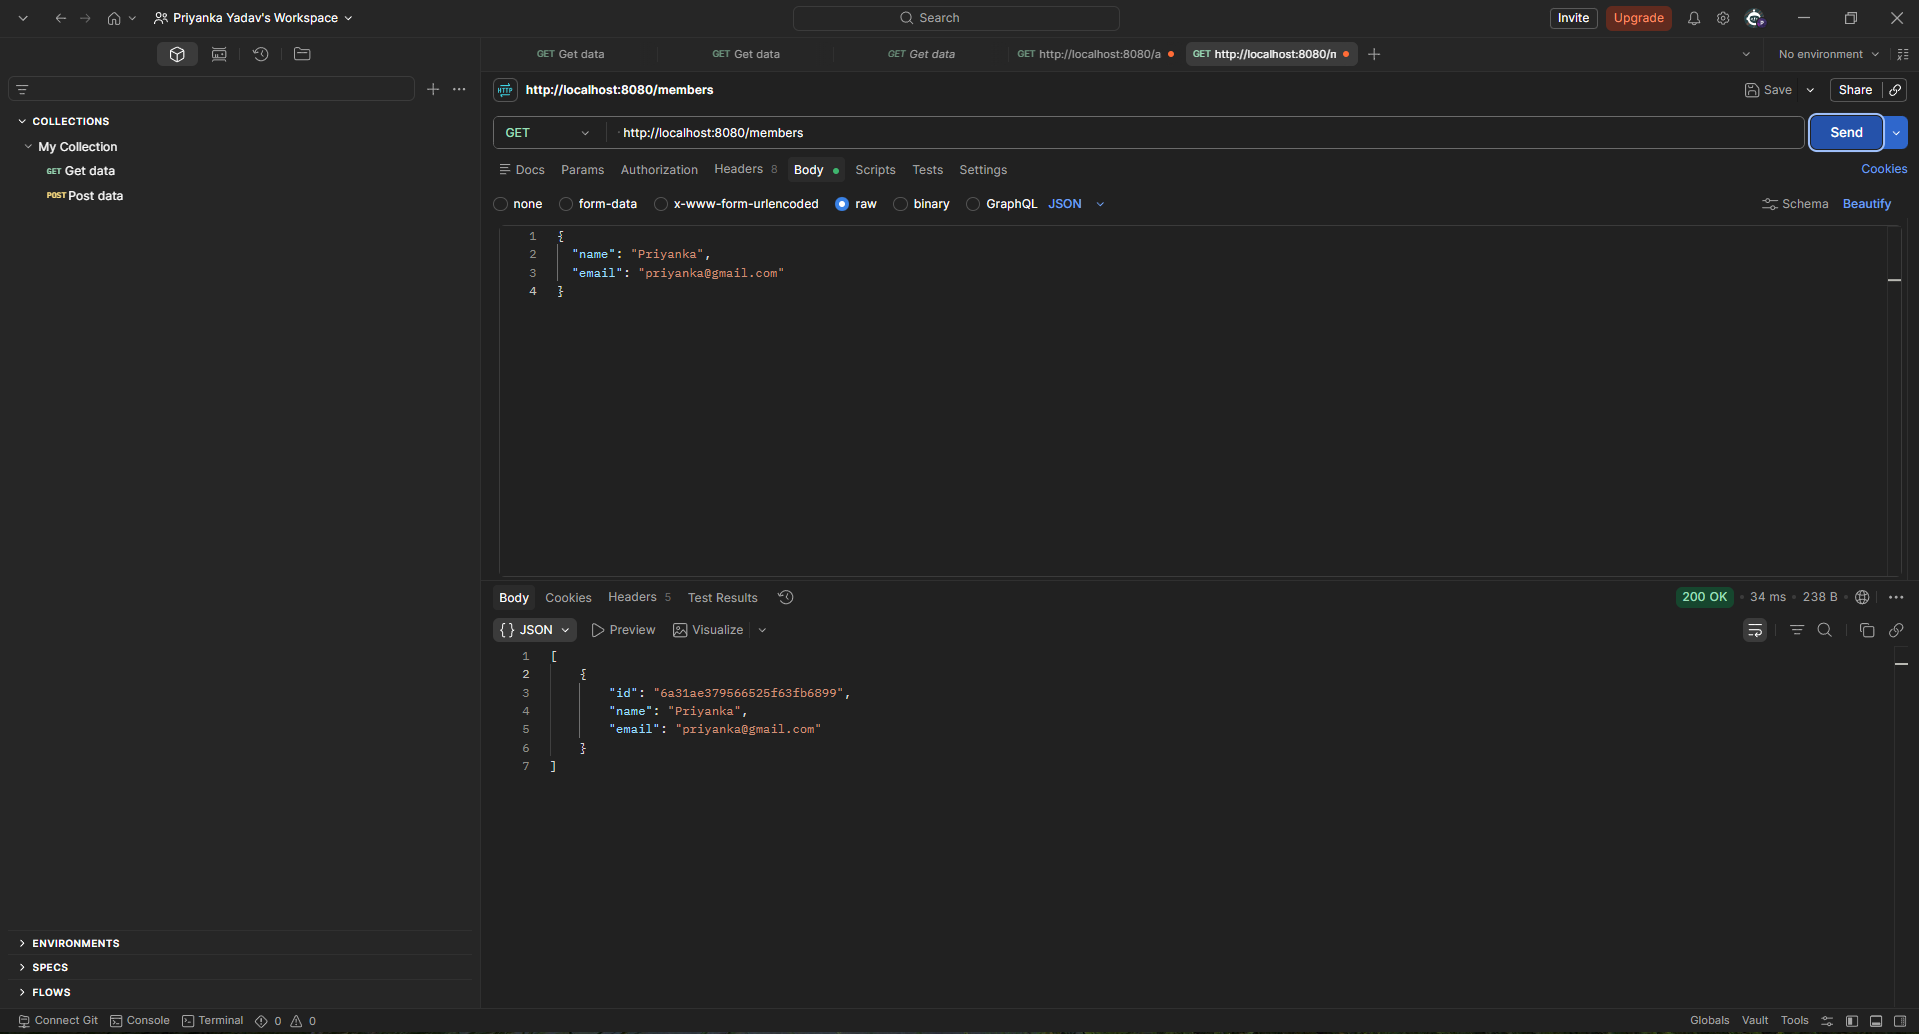 Priyanka Yadav's Workspace
Search
Invite
Upgrade
GET Get data
GET Get data
GET Get data
GET http://localhost:8080/a
GET http://localhost:8080/n
No environment
COLLECTIONS
My Collection
GET Get data
POST Post data
ENVIRONMENTS
SPECS
FLOWS
HTTP http://localhost:8080/members
Save
Share
GET http://localhost:8080/members
Send
Docs Params Authorization Headers 8 Body Scripts Tests Settings
Cookies
none form-data x-www-form-urlencoded raw binary GraphQL JSON
Schema Beautify
1 {
2 "name": "Priyanka",
3 "email": "priyanka@gmail.com"
4 }
Body Cookies Headers 5 Test Results
200 OK • 34 ms • 238 B
{} JSON Preview Visualize
1 [
2 {
3 "id": "6a31ae379566525f63fb6899",
4 "name": "Priyanka",
5 "email": "priyanka@gmail.com"
6 }
7 ]
Connect Git Console Terminal 0 0
Globals Vault Tools